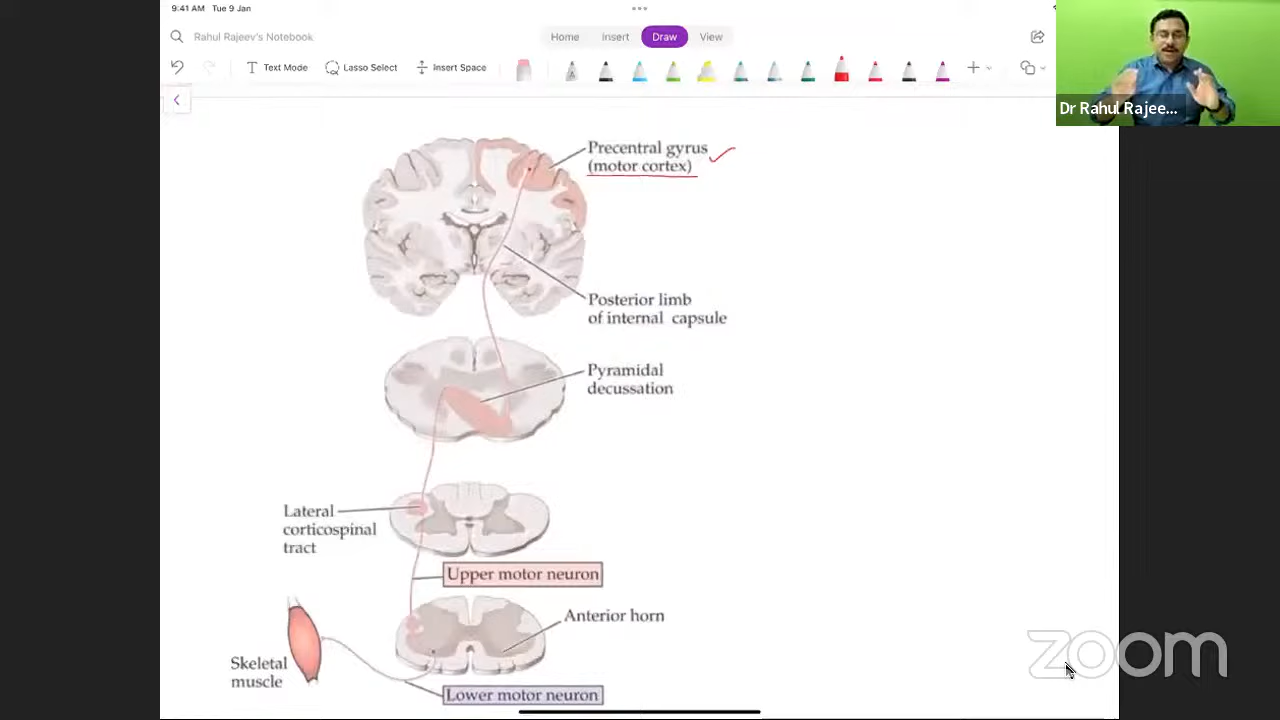 9:41 AM Tue 9 Jan
Rahul Rajeev's Notebook
Home Insert Draw View
Text Mode Lasso Select Insert Space
Dr Rahul Rajee...
Precentral gyrus
(motor cortex)
Posterior limb
of internal capsule
Pyramidal
decussation
Lateral
corticospinal
tract
Upper motor neuron
Anterior horn
Skeletal
muscle
Lower motor neuron
zoom